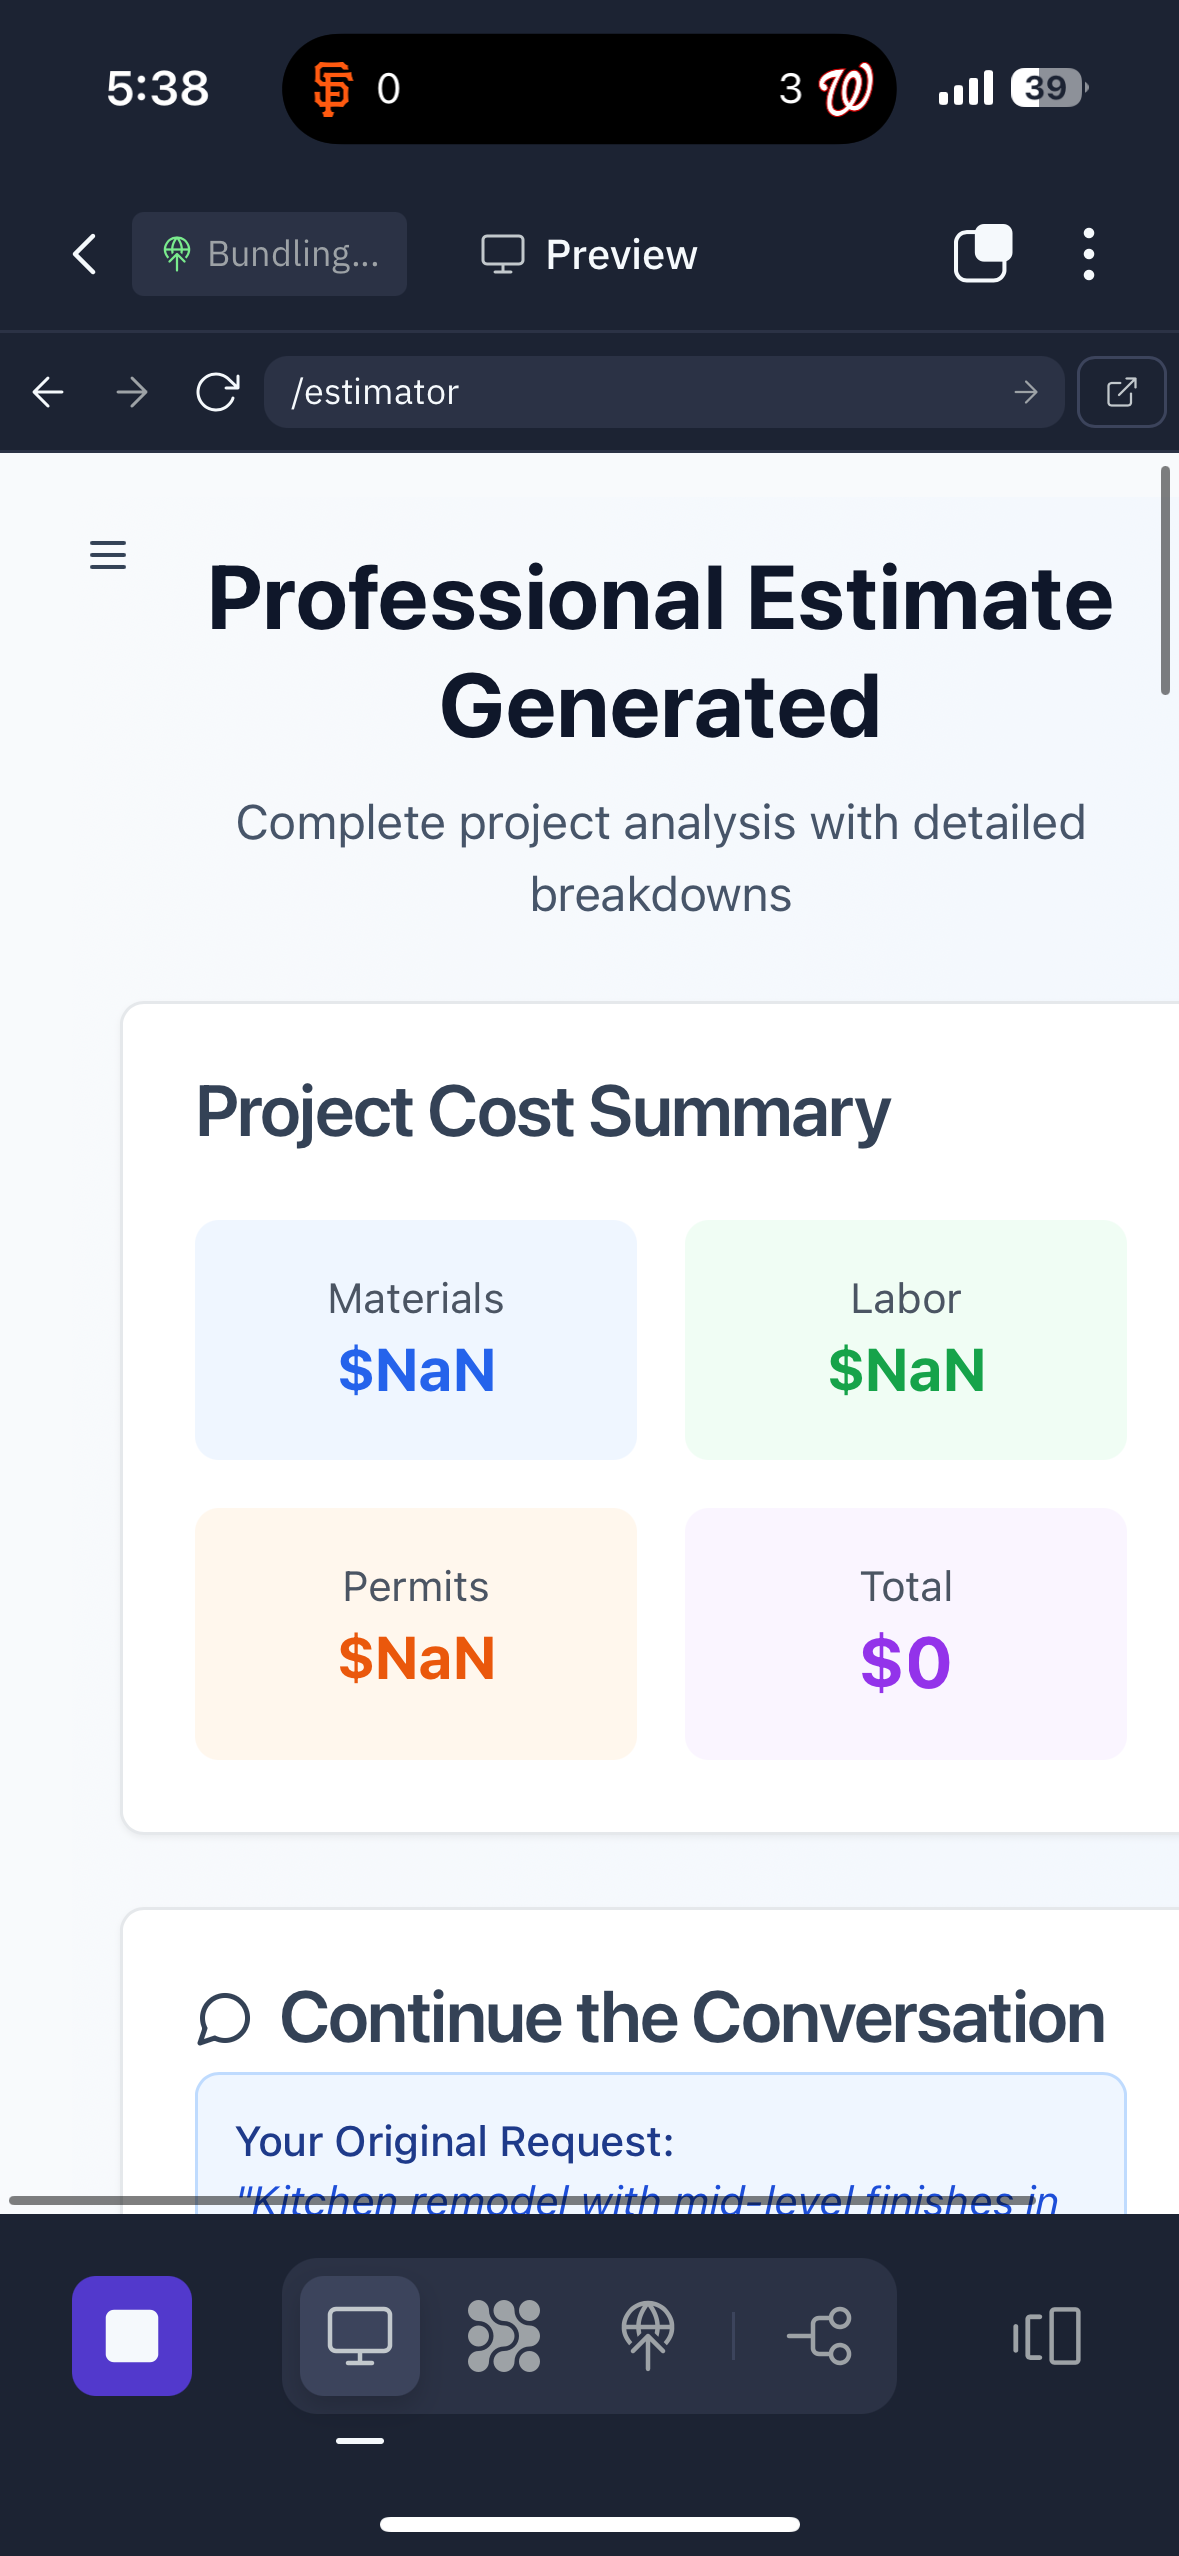 5:38
SF 0
3 W
39
Bundling...
Preview
/estimator
Professional Estimate
Generated
Complete project analysis with detailed
breakdowns
Project Cost Summary
Materials
$NaN
Labor
$NaN
Permits
$NaN
Total
$0
Continue the Conversation
Your Original Request:
"Kitchen remodel with mid-level finishes in